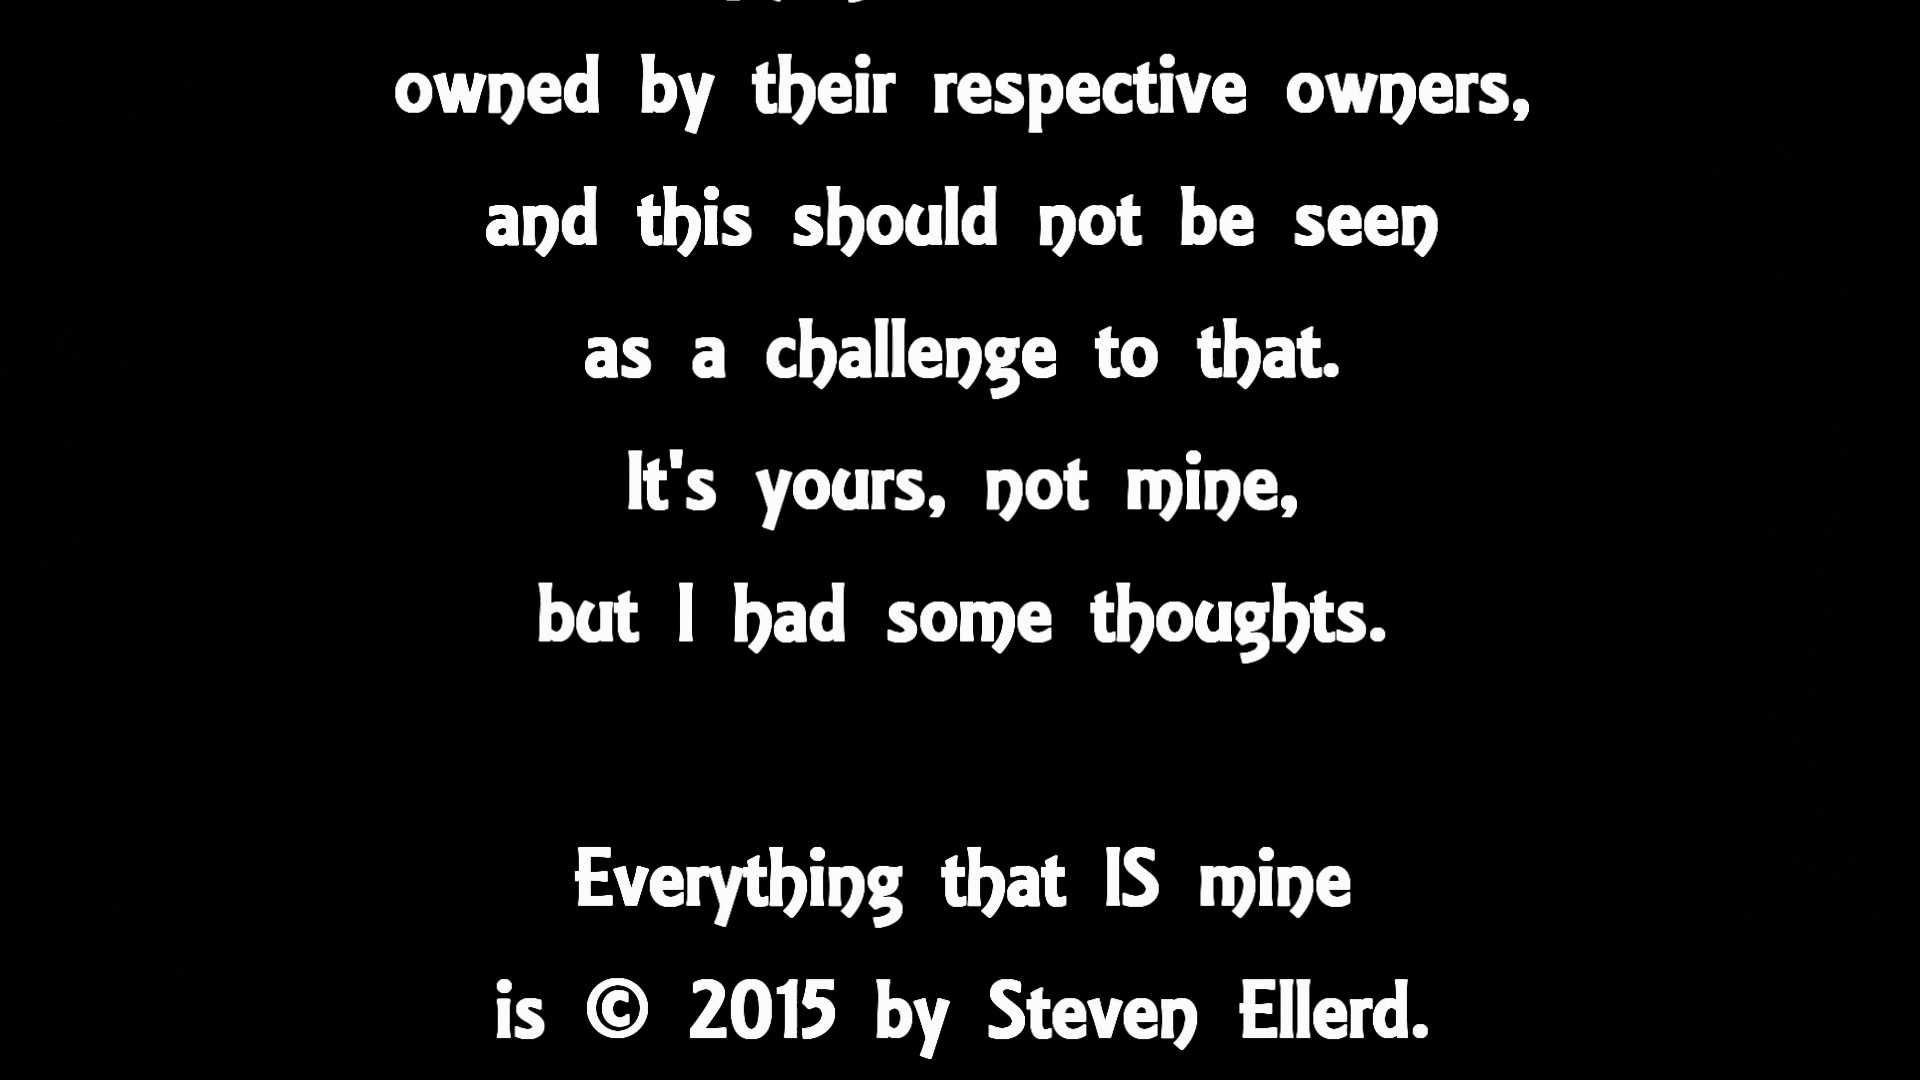 owned by their respective owners,
and this should not be seen
as a challenge to that.
It's yours, not mine,
but I had some thoughts.
Everything that IS mine
is © 2015 by Steven Ellerd.